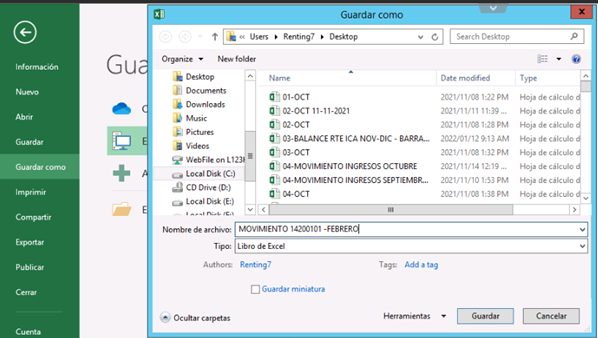 Guardar como
Información
Nuevo
Abrir
Guardar
Guardar como
Imprimir
Compartir
Exportar
Publicar
Cerrar
Cuenta
Gua
Users ▸ Renting7 ▸ Desktop
Search Desktop
Organize
New folder
Desktop
Documents
Downloads
Music
Pictures
Videos
WebFile on L123
Local Disk (C:)
CD Drive (D:)
Local Disk (E:)
Name Date modified Type
01-OCT 2021/11/08 1:22 PM Hoja de cálculo d
02-OCT 11-11-2021 2021/11/11 11:39 ... Hoja de cálculo d
02-OCT 2021/11/08 1:28 PM Hoja de cálculo d
03-BALANCE RTE ICA NOV-DIC - BARRA... 2022/01/12 9:13 AM Hoja de cálculo d
03-OCT 2021/11/08 1:32 PM Hoja de cálculo d
04-MOVIMIENTO INGRESOS OCTUBRE 2021/11/14 12:19 ... Hoja de cálculo d
04-MOVIMIENTO INGRESOS SEPTIEMBRE... 2021/11/10 1:53 PM Hoja de cálculo d
04-OCT 2021/11/08 1:38 PM Hoja de cálculo d
Nombre de archivo: MOVIMIENTO 14200101 -FEBRERO
Tipo: Libro de Excel
Authors: Renting7
Tags: Add a tag
Guardar miniatura
Ocultar carpetas
Herramientas
Guardar
Cancelar